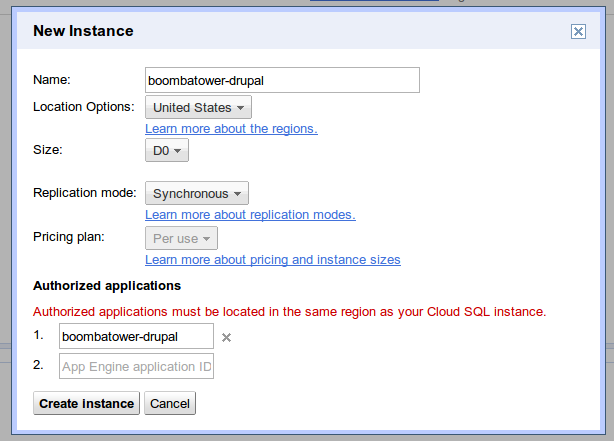 New Instance
Name: boombatower-drupal
Location Options: United States
Learn more about the regions.
Size: D0
Replication mode: Synchronous
Learn more about replication modes.
Pricing plan: Per use
Learn more about pricing and instance sizes
Authorized applications
Authorized applications must be located in the same region as your Cloud SQL instance.
1. boombatower-drupal
2. App Engine application ID
Create instance Cancel